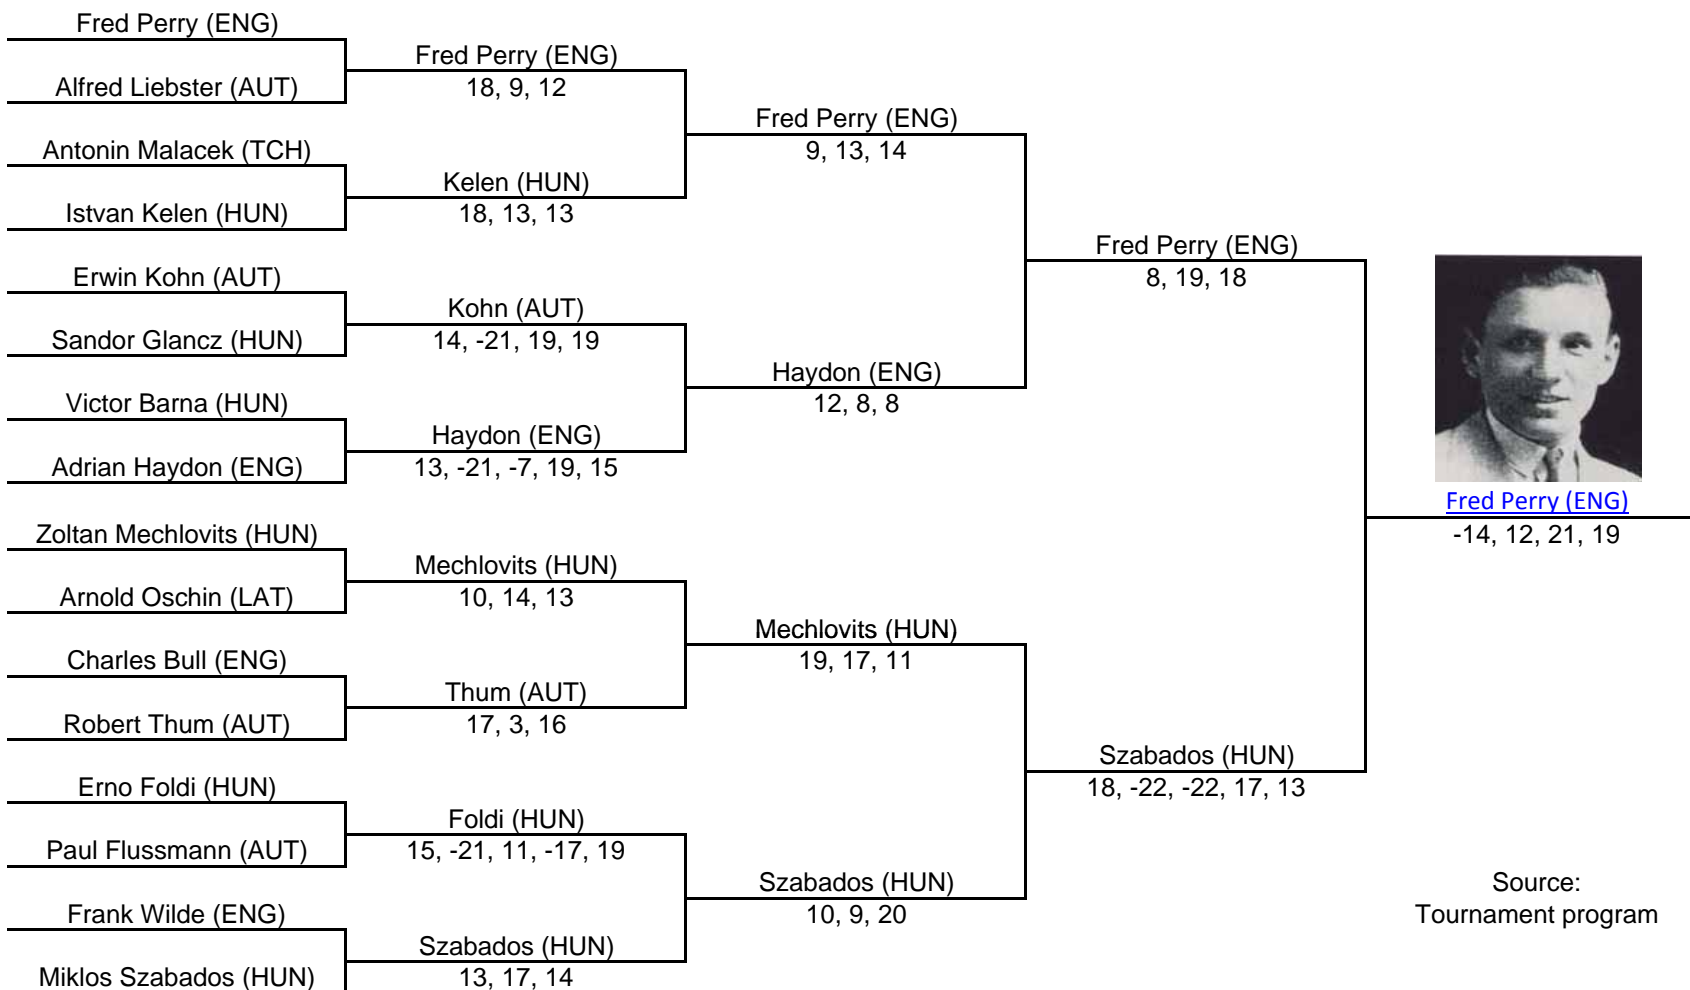 Fred Perry (ENG)
Alfred Liebster (AUT)
Antonin Malacek (TCH)
Istvan Kelen (HUN)
Erwin Kohn (AUT)
Sandor Glancz (HUN)
Victor Barna (HUN)
Adrian Haydon (ENG)
Zoltan Mechlovits (HUN)
Arnold Oschin (LAT)
Charles Bull (ENG)
Robert Thum (AUT)
Erno Foldi (HUN)
Paul Flussmann (AUT)
Frank Wilde (ENG)
Miklos Szabados (HUN)
Fred Perry (ENG)
18, 9, 12
Kelen (HUN)
18, 13, 13
Kohn (AUT)
14, -21, 19, 19
Haydon (ENG)
13, -21, -7, 19, 15
Mechlovits (HUN)
10, 14, 13
Thum (AUT)
17, 3, 16
Foldi (HUN)
15, -21, 11, -17, 19
Szabados (HUN)
13, 17, 14
Fred Perry (ENG)
9, 13, 14
Haydon (ENG)
12, 8, 8
Mechlovits (HUN)
19, 17, 11
Szabados (HUN)
10, 9, 20
Fred Perry (ENG)
8, 19, 18
Szabados (HUN)
18, -22, -22, 17, 13
Fred Perry (ENG)
-14, 12, 21, 19
Source:
Tournament program